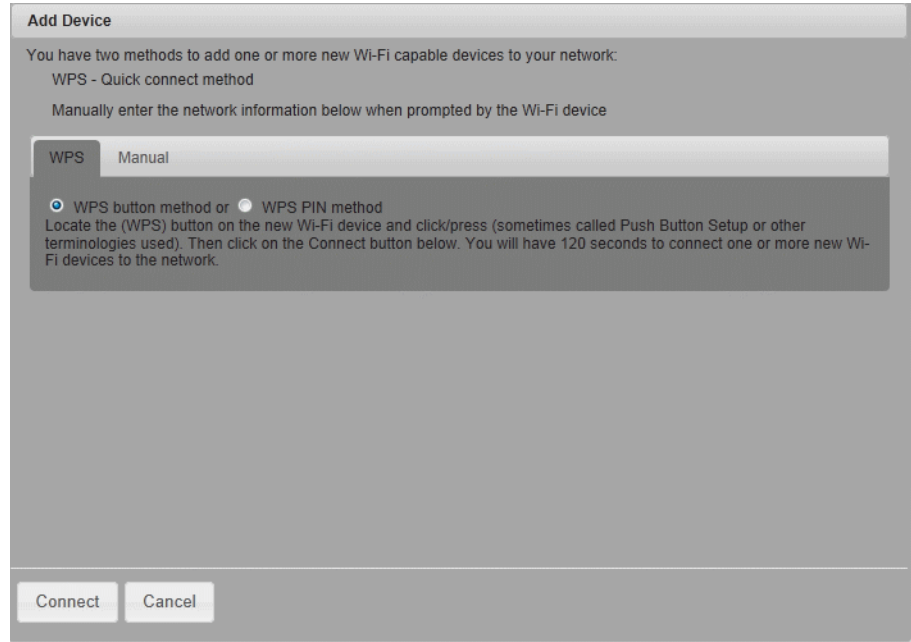 Add Device
You have two methods to add one or more new Wi-Fi capable devices to your network:
WPS - Quick connect method
Manually enter the network information below when prompted by the Wi-Fi device
WPS Manual
WPS button method or WPS PIN method
Locate the (WPS) button on the new Wi-Fi device and click/press (sometimes called Push Button Setup or other
terminologies used). Then click on the Connect button below. You will have 120 seconds to connect one or more new Wi-
Fi devices to the network.
Connect Cancel